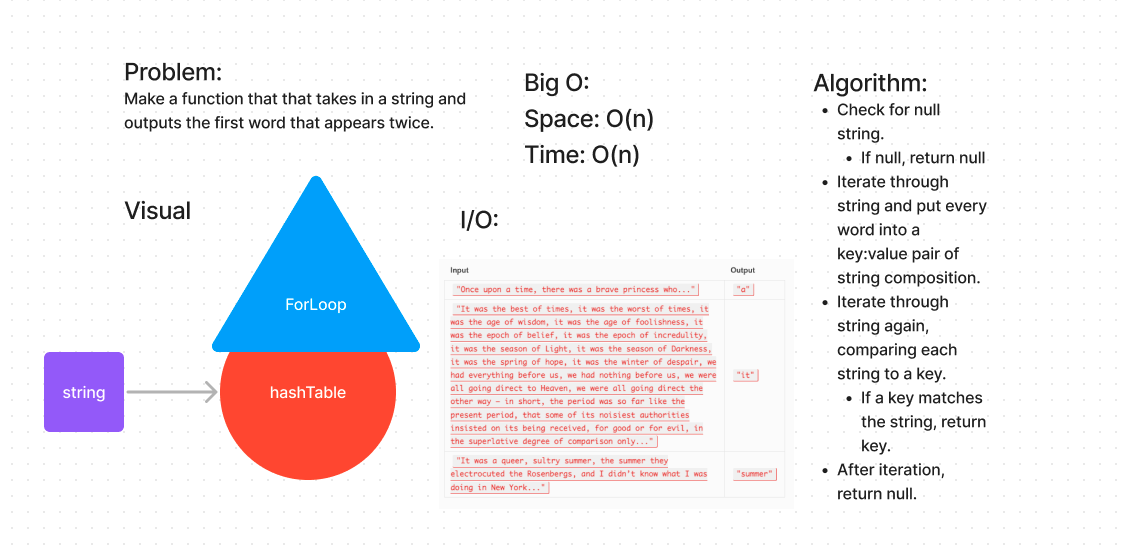 Problem:
Make a function that that takes in a string and
outputs the first word that appears twice.
Visual
ForLoop
string
hashTable
Big O:
Space: O(n)
Time: O(n)
I/O:
Input
Output
"Once upon a time, there was a brave princess who..."
"a"
"It was the best of times, it was the worst of times, it
was the age of wisdom, it was the age of foolishness, it
was the epoch of belief, it was the epoch of incredulity,
it was the season of Light, it was the season of Darkness,
it was the spring of hope, it was the winter of despair, we
had everything before us, we had nothing before us, we were
all going direct to Heaven, we were all going direct the
other way – in short, the period was so far like the
present period, that some of its noisiest authorities
insisted on its being received, for good or for evil, in
the superlative degree of comparison only..."
"it"
"It was a queer, sultry summer, the summer they
electrocuted the Rosenbergs, and I didn't know what I was
doing in New York..."
"summer"
Algorithm:
• Check for null
string.
• If null, return null
• Iterate through
string and put every
word into a
key:value pair of
string composition.
• Iterate through
string again,
comparing each
string to a key.
• If a key matches
the string, return
key.
• After iteration,
return null.